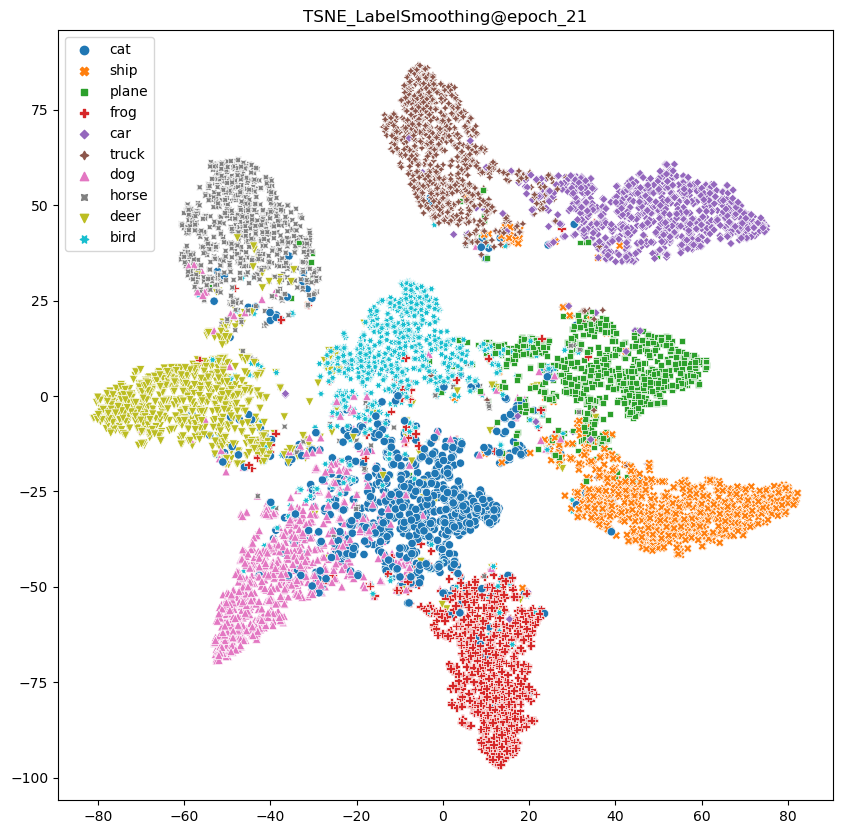 TSNE_LabelSmoothing@epoch_21
cat
ship
plane
frog
car
truck
dog
horse
deer
bird
75
50
25
0
−25
−50
−75
−100
−80 −60 −40 −20 0 20 40 60 80